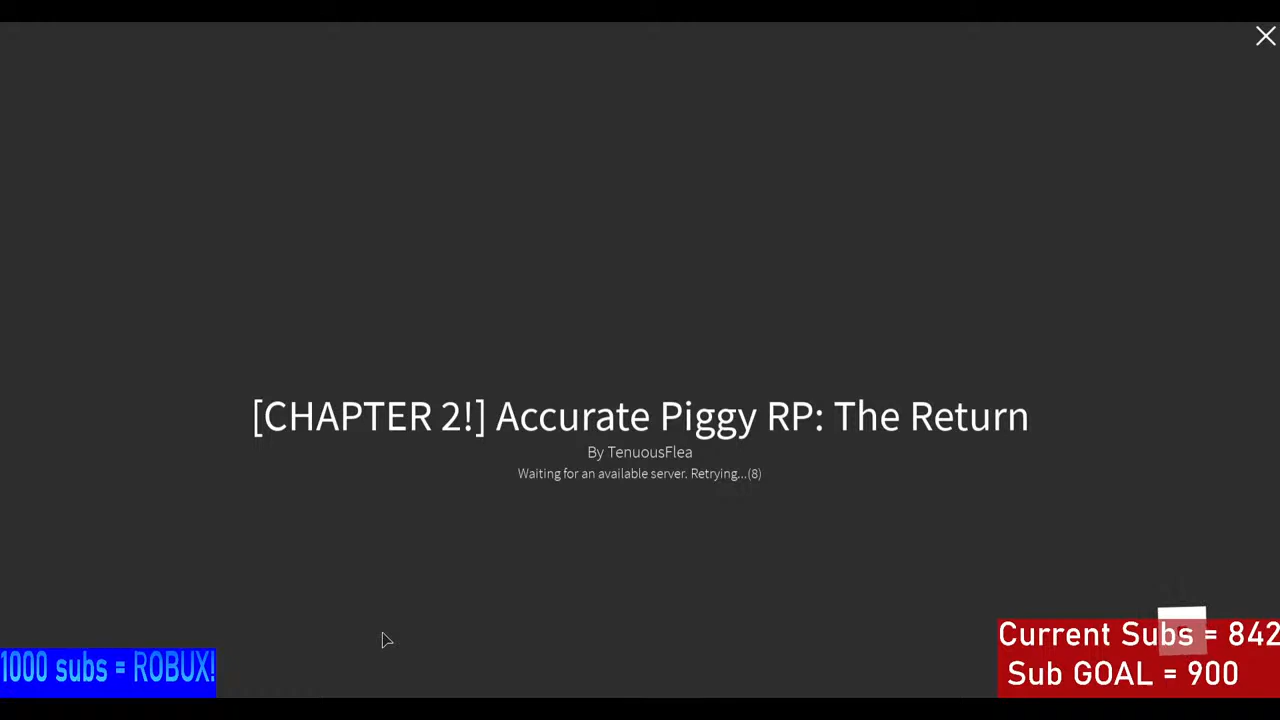 [CHAPTER 2!] Accurate Piggy RP: The Return
By TenuousFlea
Waiting for an available server. Retrying...(8)
1000 subs = ROBUX!
Current Subs = 842
Sub GOAL = 900